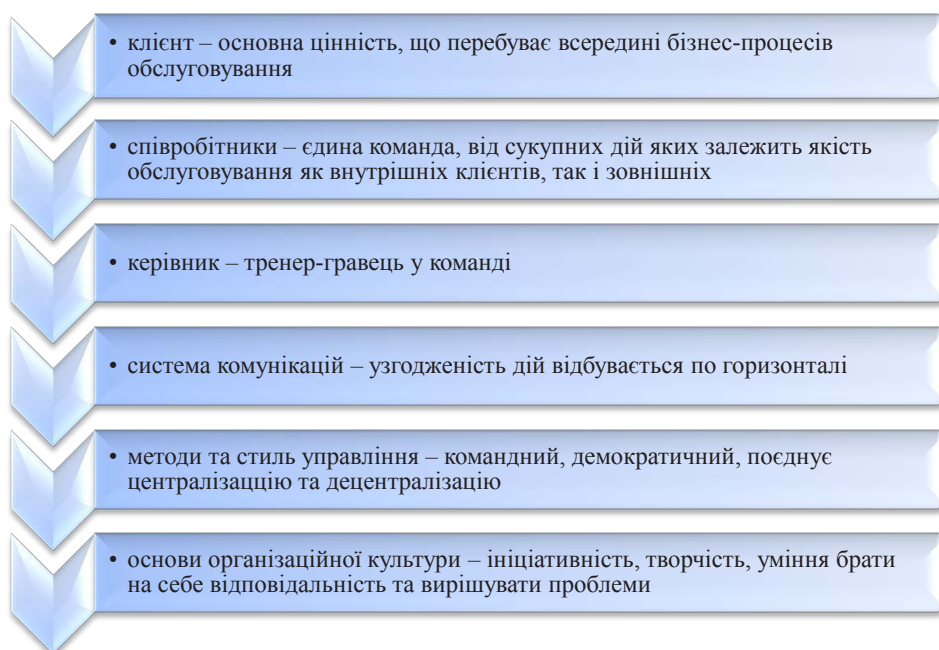 • клієнт – основна цінність, що перебуває всередині бізнес-процесів
обслуговування
• співробітники – єдина команда, від сукупних дій яких залежить якість
обслуговування як внутрішніх клієнтів, так і зовнішніх
• керівник – тренер-гравець у команді
• система комунікацій – узгодженість дій відбувається по горизонталі
• методи та стиль управління – командний, демократичний, поєднує
централізаццію та децентралізацію
• основи організаційної культури – ініціативність, творчість, уміння брати
на себе відповідальність та вирішувати проблеми